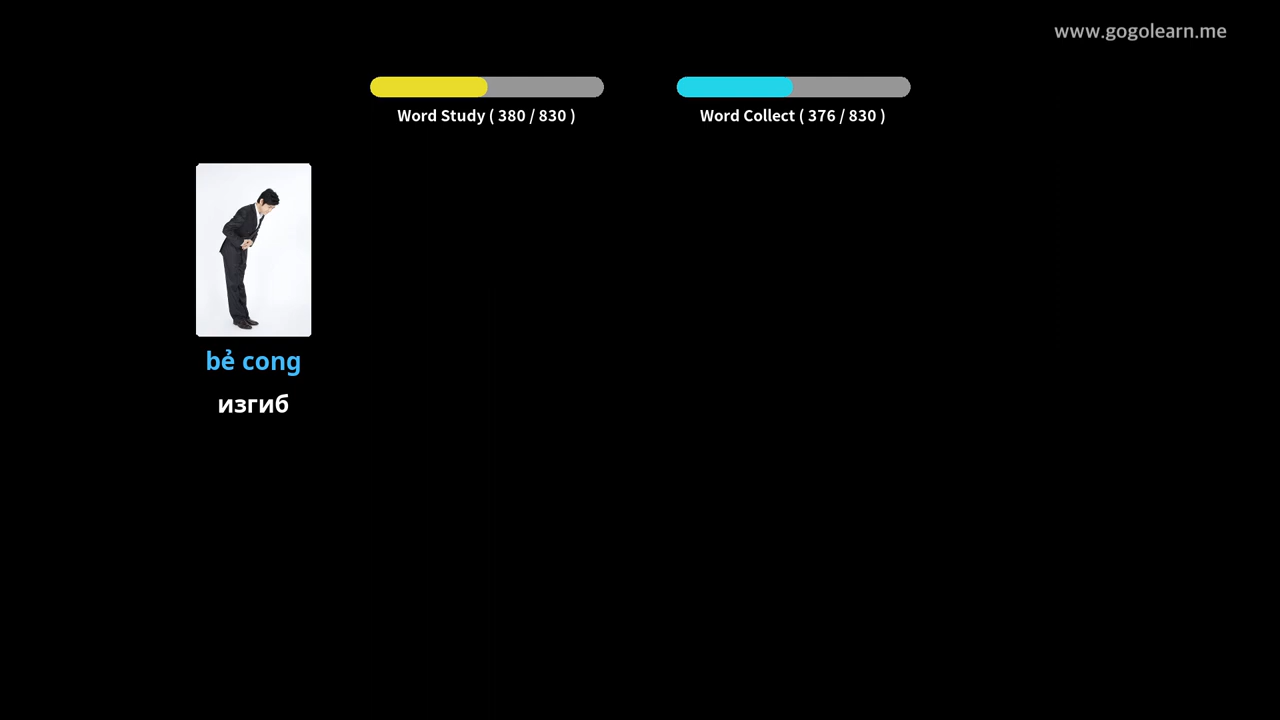 www.gogolearn.me
Word Study ( 380 / 830 )
Word Collect ( 376 / 830 )
bẻ cong
изгиб